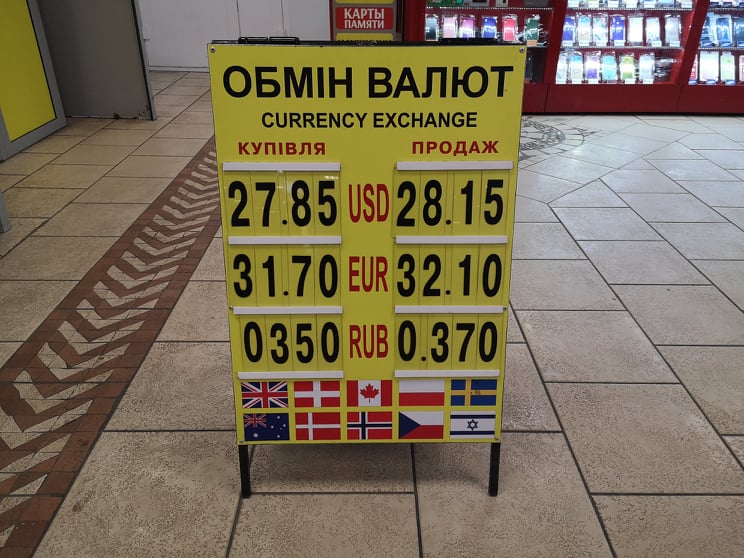 КАРТЫ
ПАМЯТИ
ОБМІН ВАЛЮТ
CURRENCY EXCHANGE
КУПІВЛЯ ПРОДАЖ
27.85 USD 28.15
31.70 EUR 32.10
0350 RUB 0.370